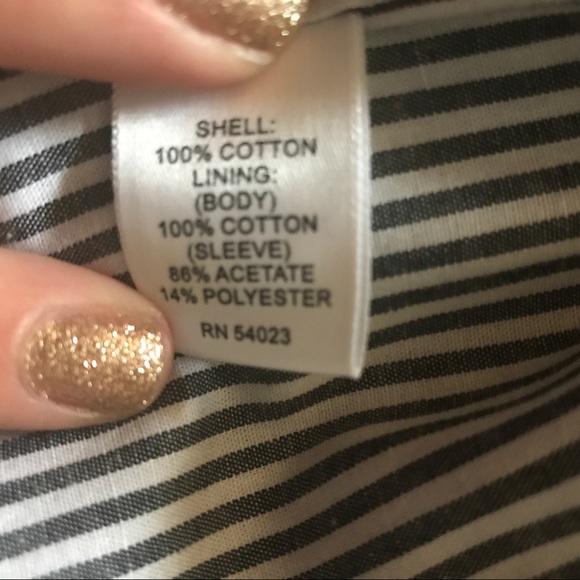 SHELL:
100% COTTON
LINING:
(BODY)
100% COTTON
(SLEEVE)
86% ACETATE
14% POLYESTER
RN 54023